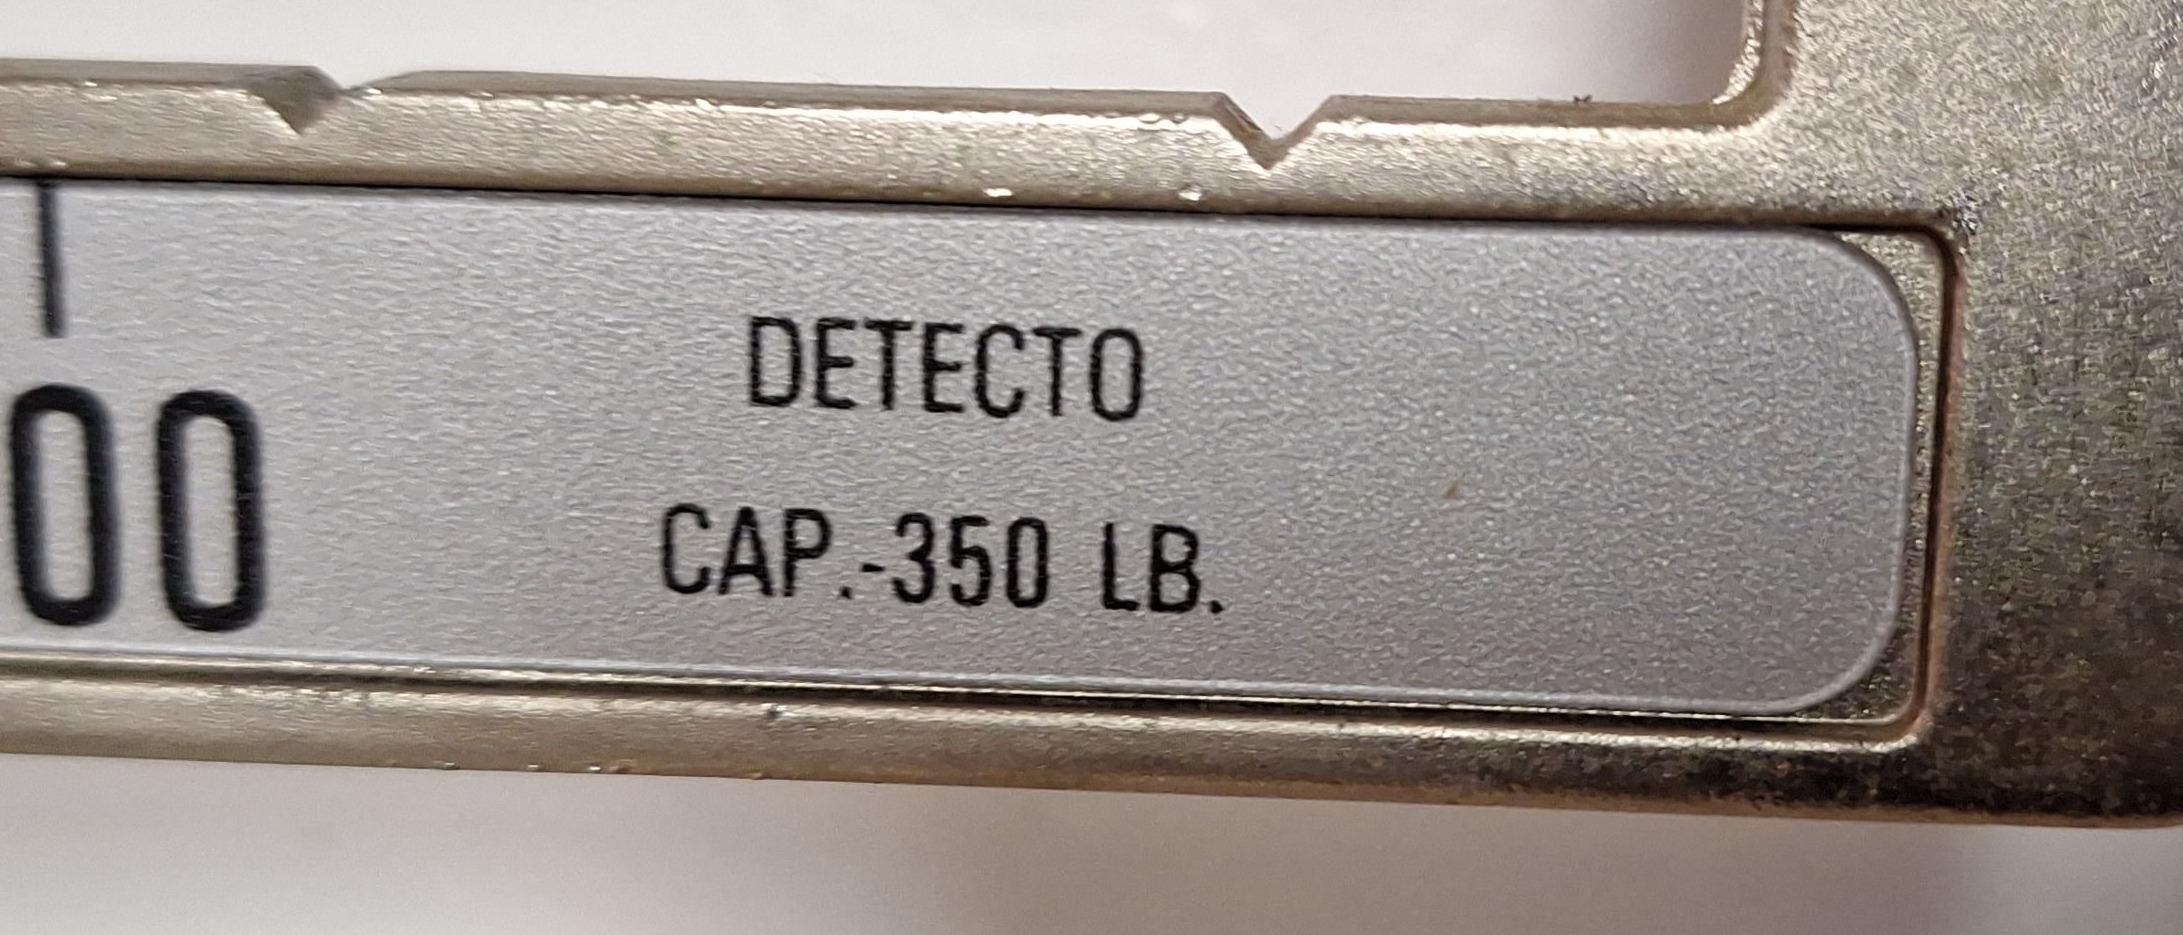 00
DETECTO
CAP.-350 LB.